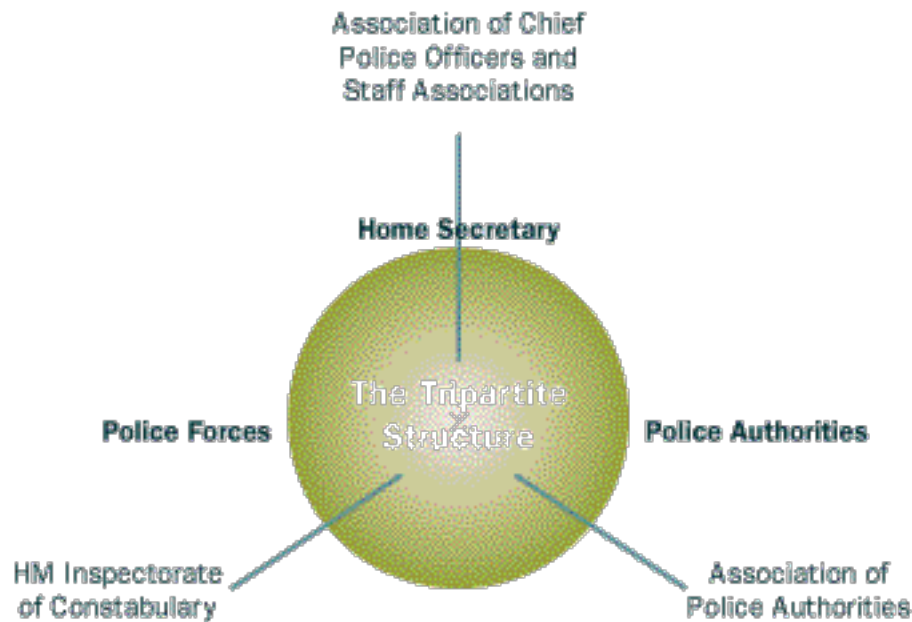 Association of Chief
Police Officers and
Staff Associations
Home Secretary
The Tripartite
Structure
Police Forces
Police Authorities
HM Inspectorate
of Constabulary
Association of
Police Authorities